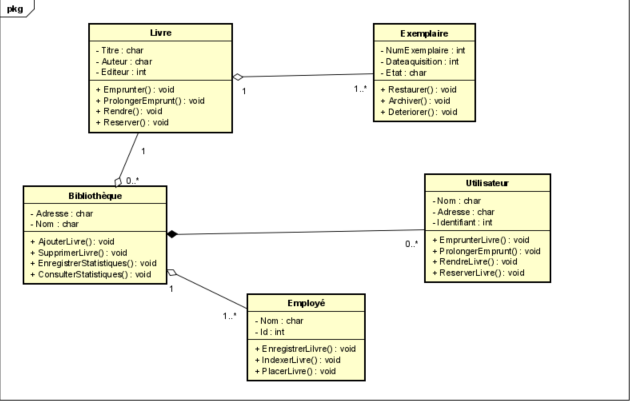 pkg
Livre
- Titre : char
- Auteur : char
- Editeur : int
+ Emprunter() : void
+ ProlongerEmprunt() : void
+ Rendre() : void
+ Reserver() : void
1
1..*
Exemplaire
- NumExemplaire : int
- Dateaquisition : int
- Etat : char
+ Restaurer() : void
+ Archiver() : void
+ Deteriorer() : void
1
0..*
Bibliothèque
- Adresse : char
- Nom : char
+ AjouterLivre() : void
+ SupprimerLivre() : void
+ EnregistrerStatistiques() : void
+ ConsulterStatistiques() : void
0..*
Utilisateur
- Nom : char
- Adresse : char
- Identifiant : int
+ EmprunterLivre() : void
+ ProlongerEmprunt() : void
+ RendreLivre() : void
+ ReserverLivre() : void
1
1..*
Employé
- Nom : char
- Id : int
+ EnregistrerLilvre() : void
+ IndexerLivre() : void
+ PlacerLivre() : void